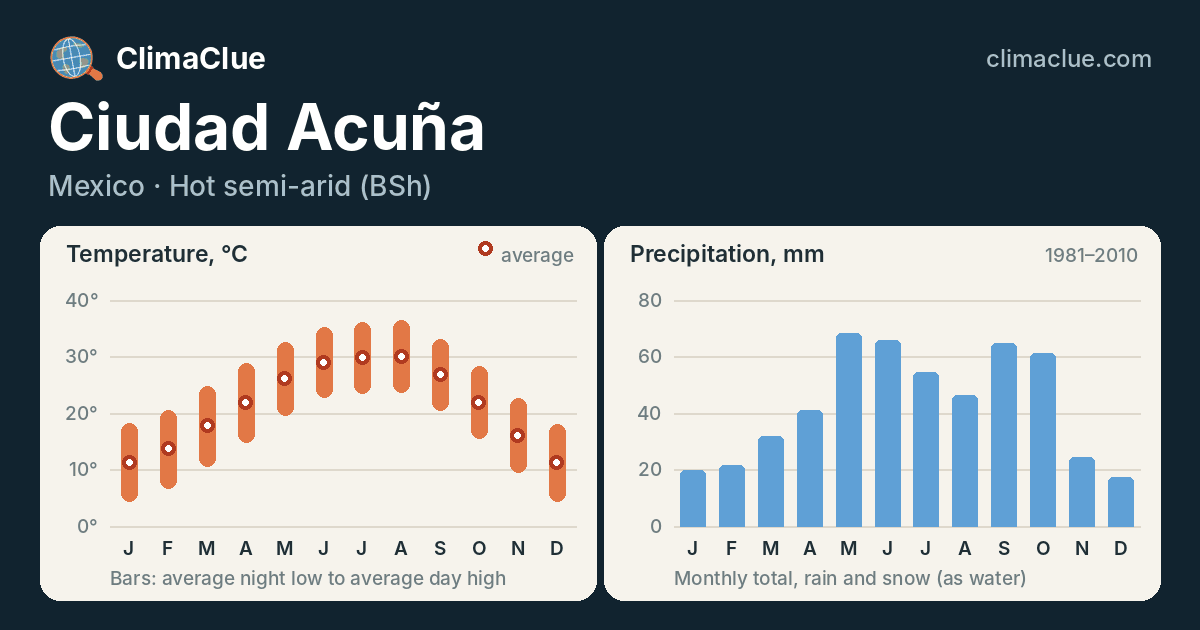 ClimaClue
climaclue.com
Ciudad Acuña
Mexico · Hot semi-arid (BSh)
Temperature, °C
average
40°
30°
20°
10°
0°
J F M A M J J A S O N D
Bars: average night low to average day high
Precipitation, mm
1981–2010
80
60
40
20
0
J F M A M J J A S O N D
Monthly total, rain and snow (as water)